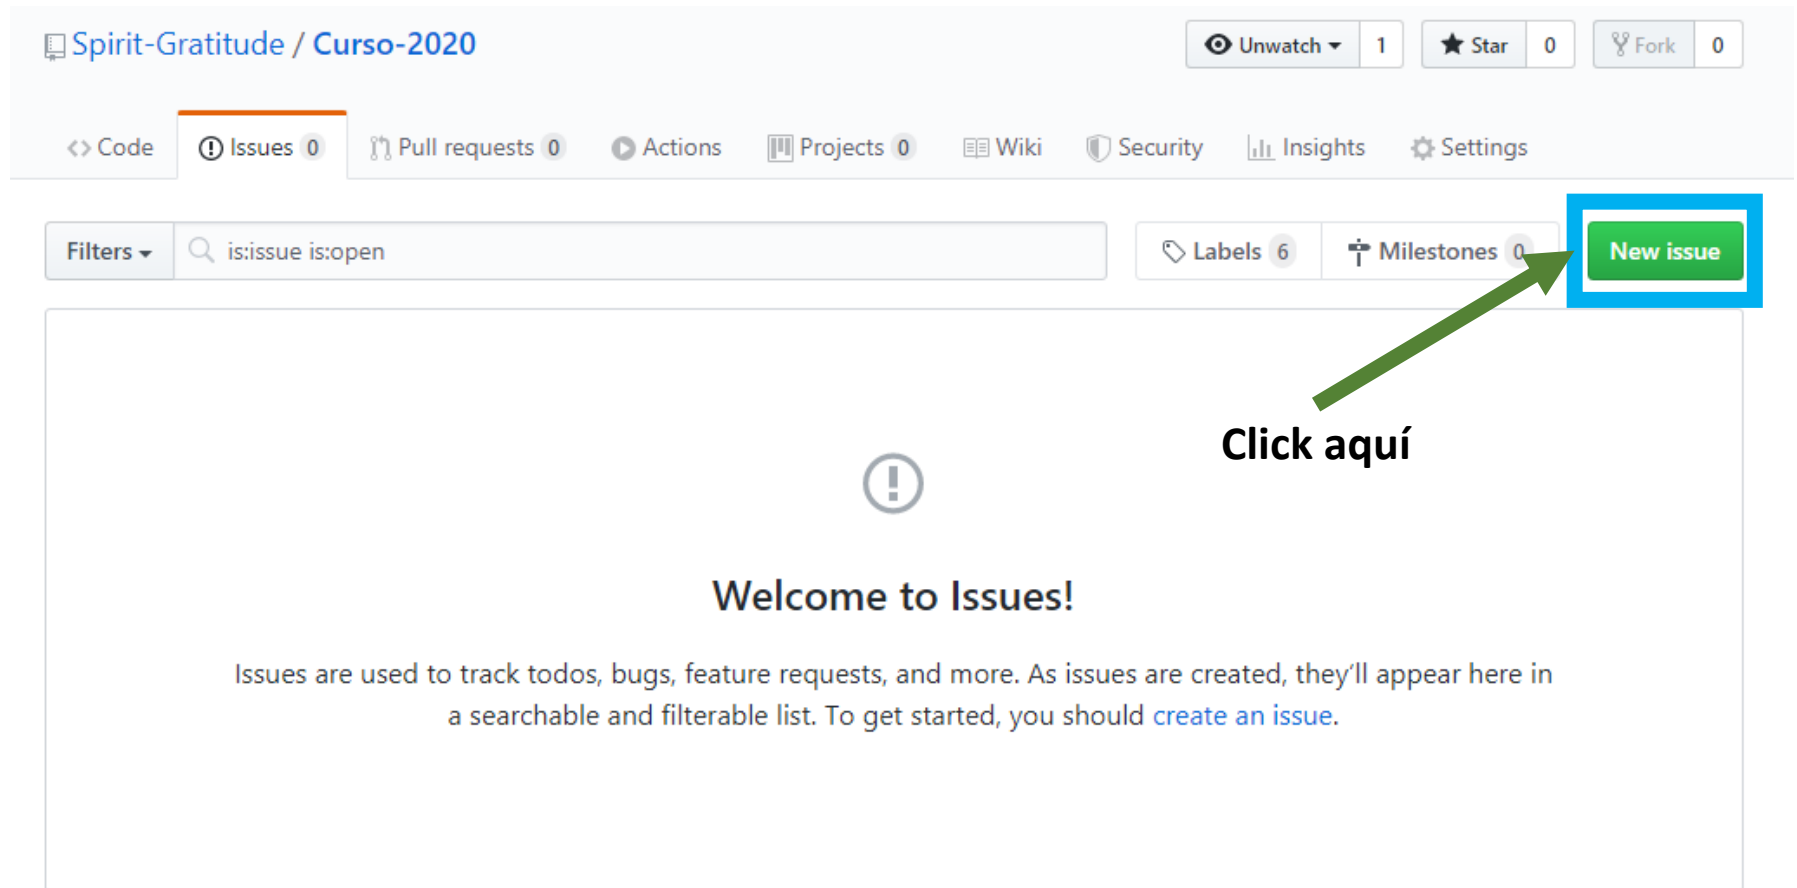 Spirit-Gratitude / Curso-2020
Unwatch 1 Star 0 Fork 0
Code Issues 0 Pull requests 0 Actions Projects 0 Wiki Security Insights Settings
Filters is:issue is:open Labels 6 Milestones 0 New issue
Click aquí
Welcome to Issues!
Issues are used to track todos, bugs, feature requests, and more. As issues are created, they'll appear here in
a searchable and filterable list. To get started, you should create an issue.